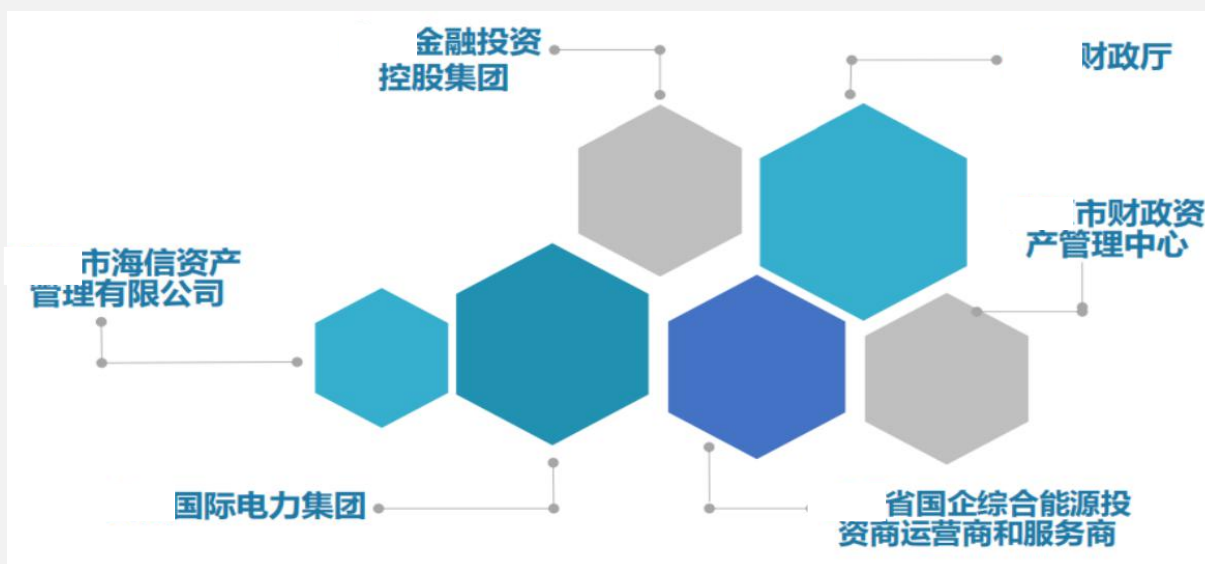 金融投资
控股集团
财政厅
市财政资
产管理中心
市海信资产
管理有限公司
国际电力集团
省国企综合能源投
资商运营商和服务商